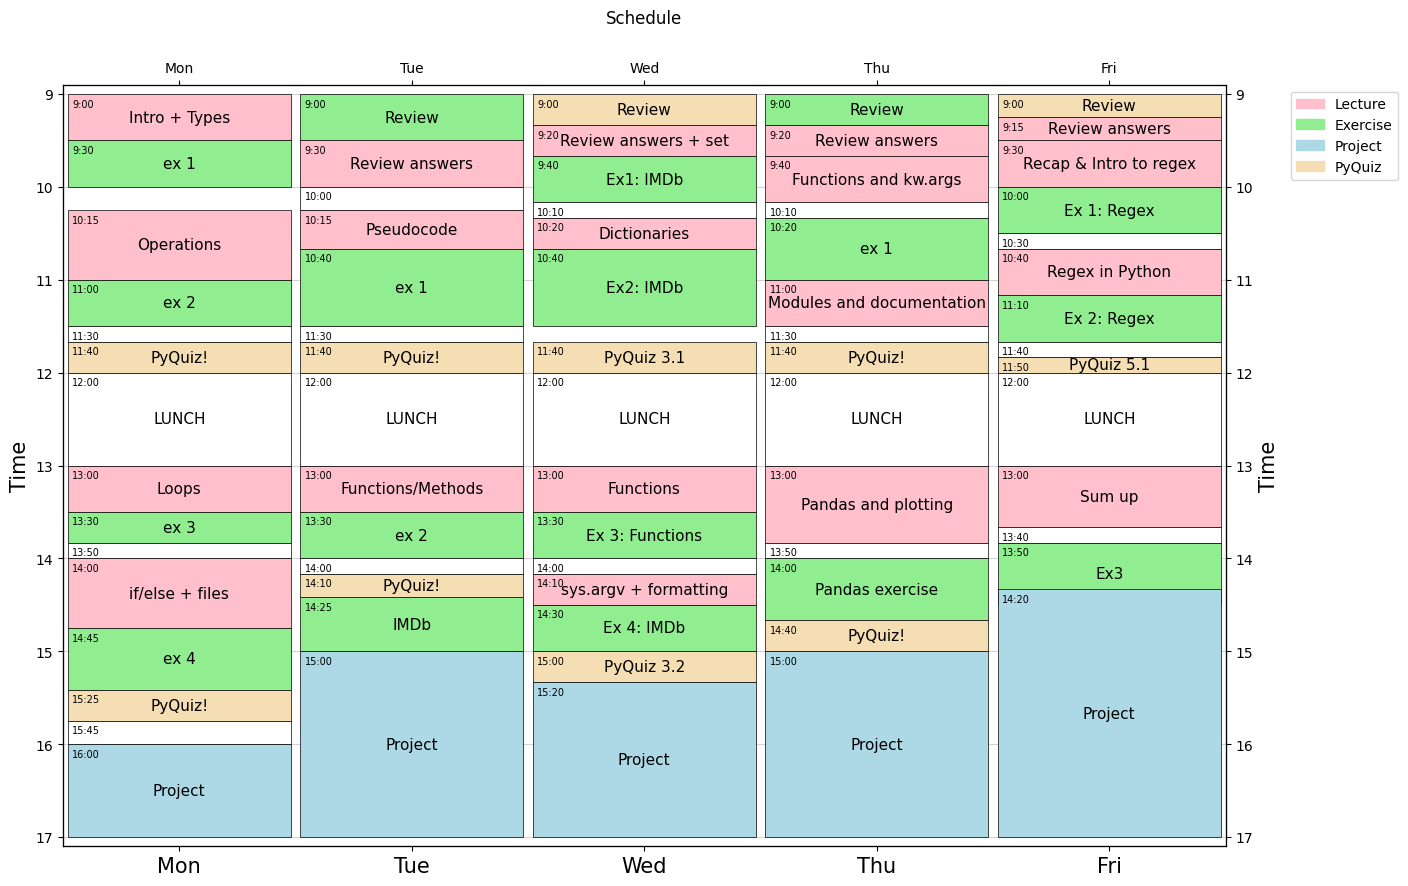 Schedule
Mon Tue Wed Thu Fri
Lecture
Exercise
Project
PyQuiz
Time
9
10
11
12
13
14
15
16
17
9:00
Intro + Types
9:30
ex 1
10:15
Operations
11:00
ex 2
11:30
11:40
PyQuiz!
12:00
LUNCH
13:00
Loops
13:30
ex 3
13:50
14:00
if/else + files
14:45
ex 4
15:25
PyQuiz!
15:45
16:00
Project
9:00
Review
9:30
Review answers
10:00
10:15
Pseudocode
10:40
ex 1
11:30
11:40
PyQuiz!
12:00
LUNCH
13:00
Functions/Methods
13:30
ex 2
14:00
14:10
PyQuiz!
14:25
IMDb
15:00
Project
9:00
Review
9:20
Review answers + set
9:40
Ex1: IMDb
10:10
10:20
Dictionaries
10:40
Ex2: IMDb
11:40
PyQuiz 3.1
12:00
LUNCH
13:00
Functions
13:30
Ex 3: Functions
14:00
14:10
sys.argv + formatting
14:30
Ex 4: IMDb
15:00
PyQuiz 3.2
15:20
Project
9:00
Review
9:20
Review answers
9:40
Functions and kw.args
10:10
10:20
ex 1
11:00
Modules and documentation
11:30
11:40
PyQuiz!
12:00
LUNCH
13:00
Pandas and plotting
13:50
14:00
Pandas exercise
14:40
PyQuiz!
15:00
Project
9:00
Review
9:15
Review answers
9:30
Recap & Intro to regex
10:00
Ex 1: Regex
10:30
10:40
Regex in Python
11:10
Ex 2: Regex
11:40
11:50
PyQuiz 5.1
12:00
LUNCH
13:00
Sum up
13:40
13:50
Ex3
14:20
Project
9
10
11
12
13
14
15
16
17
Time
Mon Tue Wed Thu Fri